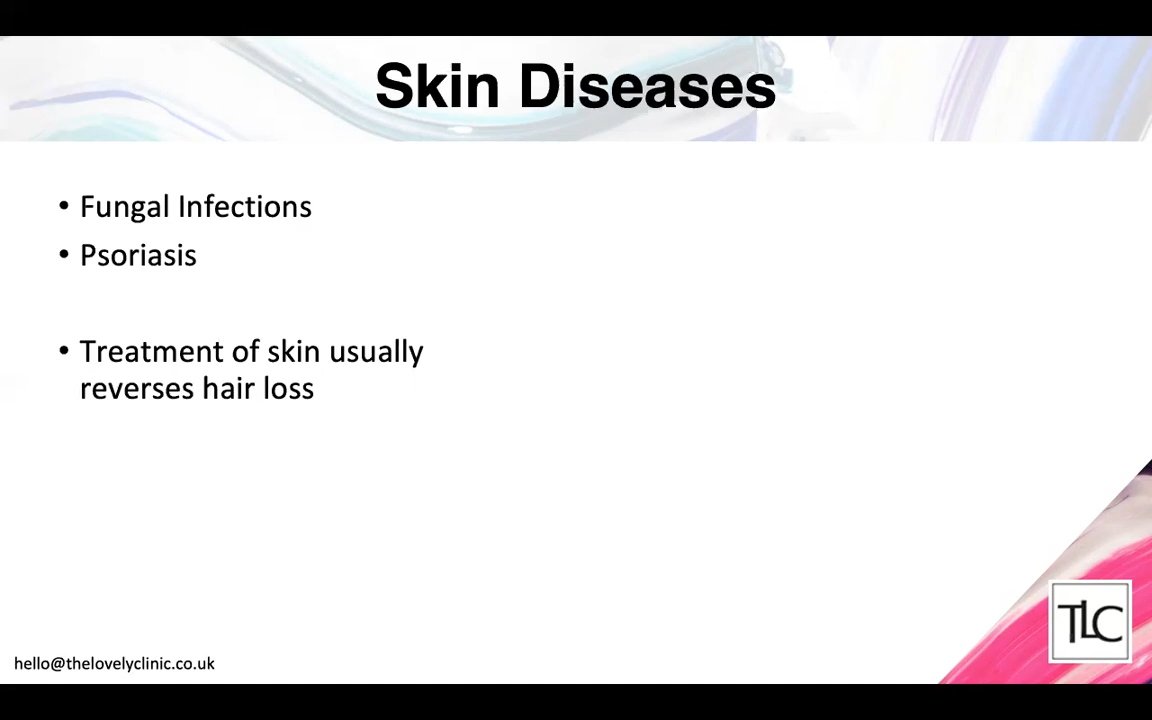 Skin Diseases
• Fungal Infections
• Psoriasis
• Treatment of skin usually
reverses hair loss
TLC
hello@thelovelyclinic.co.uk